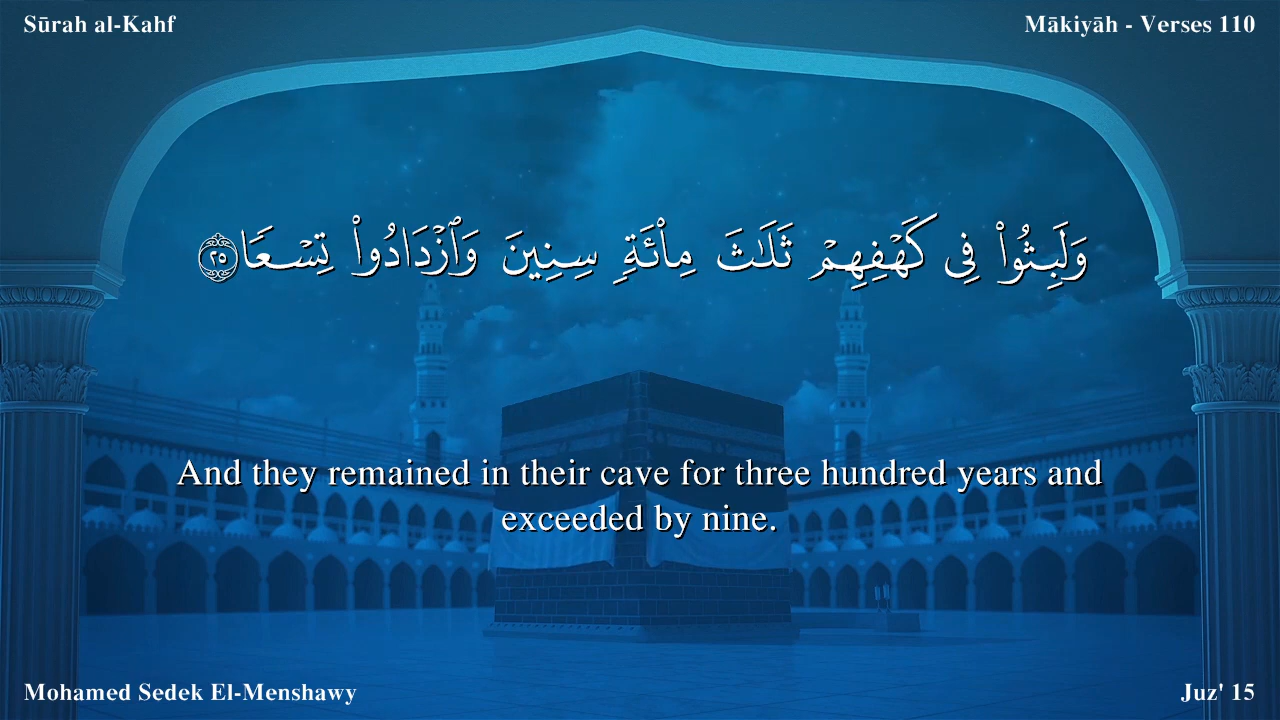 Sūrah al-Kahf
Mākiyāh - Verses 110
وَلَبِثُوا۟ فِى كَهْفِهِمْ ثَلَـٰثَ مِا۟ئَةٍ سِنِينَ وَٱزْدَادُوا۟ تِسْعًا ٢٥
And they remained in their cave for three hundred years and
exceeded by nine.
Mohamed Sedek El-Menshawy
Juz' 15